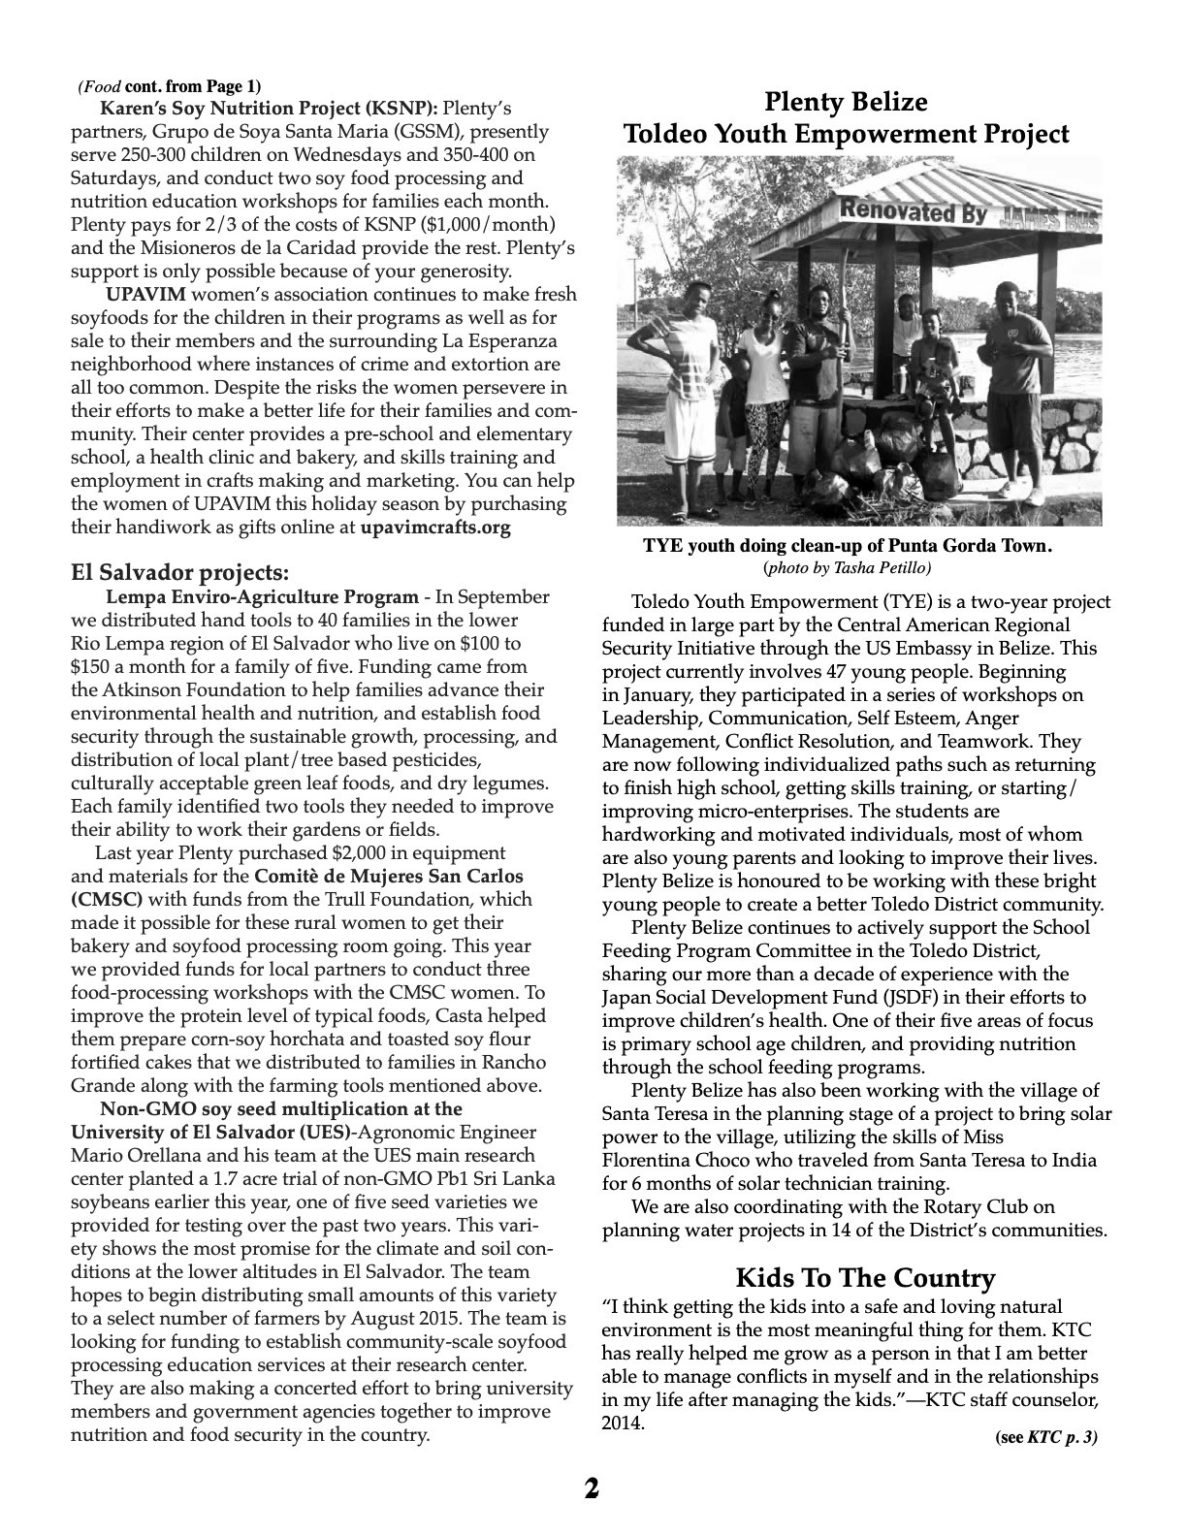 (Food cont. from Page 1)
Karen's Soy Nutrition Project (KSNP): Plenty's
partners, Grupo de Soya Santa Maria (GSSM), presently
serve 250-300 children on Wednesdays and 350-400 on
Saturdays, and conduct two soy food processing and
nutrition education workshops for families each month.
Plenty pays for 2/3 of the costs of KSNP ($1,000/month)
and the Misioneros de la Caridad provide the rest. Plenty's
support is only possible because of your generosity.
UPAVIM women's association continues to make fresh
soyfoods for the children in their programs as well as for
sale to their members and the surrounding La Esperanza
neighborhood where instances of crime and extortion are
all too common. Despite the risks the women persevere in
their efforts to make a better life for their families and com-
munity. Their center provides a pre-school and elementary
school, a health clinic and bakery, and skills training and
employment in crafts making and marketing. You can help
the women of UPAVIM this holiday season by purchasing
their handiwork as gifts online at upavimcrafts.org
El Salvador projects:
Lempa Enviro-Agriculture Program - In September
we distributed hand tools to 40 families in the lower
Rio Lempa region of El Salvador who live on $100 to
$150 a month for a family of five. Funding came from
the Atkinson Foundation to help families advance their
environmental health and nutrition, and establish food
security through the sustainable growth, processing, and
distribution of local plant/tree based pesticides,
culturally acceptable green leaf foods, and dry legumes.
Each family identified two tools they needed to improve
their ability to work their gardens or fields.
Last year Plenty purchased $2,000 in equipment
and materials for the Comitè de Mujeres San Carlos
(CMSC) with funds from the Trull Foundation, which
made it possible for these rural women to get their
bakery and soyfood processing room going. This year
we provided funds for local partners to conduct three
food-processing workshops with the CMSC women. To
improve the protein level of typical foods, Casta helped
them prepare corn-soy horchata and toasted soy flour
fortified cakes that we distributed to families in Rancho
Grande along with the farming tools mentioned above.
Non-GMO soy seed multiplication at the
University of El Salvador (UES)-Agronomic Engineer
Mario Orellana and his team at the UES main research
center planted a 1.7 acre trial of non-GMO Pb1 Sri Lanka
soybeans earlier this year, one of five seed varieties we
provided for testing over the past two years. This vari-
ety shows the most promise for the climate and soil con-
ditions at the lower altitudes in El Salvador. The team
hopes to begin distributing small amounts of this variety
to a select number of farmers by August 2015. The team is
looking for funding to establish community-scale soyfood
processing education services at their research center.
They are also making a concerted effort to bring university
members and government agencies together to improve
nutrition and food security in the country.
Plenty Belize
Toldeo Youth Empowerment Project
Renovated By JAMES BUS
TYE youth doing clean-up of Punta Gorda Town.
(photo by Tasha Petillo)
Toledo Youth Empowerment (TYE) is a two-year project
funded in large part by the Central American Regional
Security Initiative through the US Embassy in Belize. This
project currently involves 47 young people. Beginning
in January, they participated in a series of workshops on
Leadership, Communication, Self Esteem, Anger
Management, Conflict Resolution, and Teamwork. They
are now following individualized paths such as returning
to finish high school, getting skills training, or starting/
improving micro-enterprises. The students are
hardworking and motivated individuals, most of whom
are also young parents and looking to improve their lives.
Plenty Belize is honoured to be working with these bright
young people to create a better Toledo District community.
Plenty Belize continues to actively support the School
Feeding Program Committee in the Toledo District,
sharing our more than a decade of experience with the
Japan Social Development Fund (JSDF) in their efforts to
improve children's health. One of their five areas of focus
is primary school age children, and providing nutrition
through the school feeding programs.
Plenty Belize has also been working with the village of
Santa Teresa in the planning stage of a project to bring solar
power to the village, utilizing the skills of Miss
Florentina Choco who traveled from Santa Teresa to India
for 6 months of solar technician training.
We are also coordinating with the Rotary Club on
planning water projects in 14 of the District's communities.
Kids To The Country
"I think getting the kids into a safe and loving natural
environment is the most meaningful thing for them. KTC
has really helped me grow as a person in that I am better
able to manage conflicts in myself and in the relationships
in my life after managing the kids."—KTC staff counselor,
2014.
(see KTC p. 3)
2